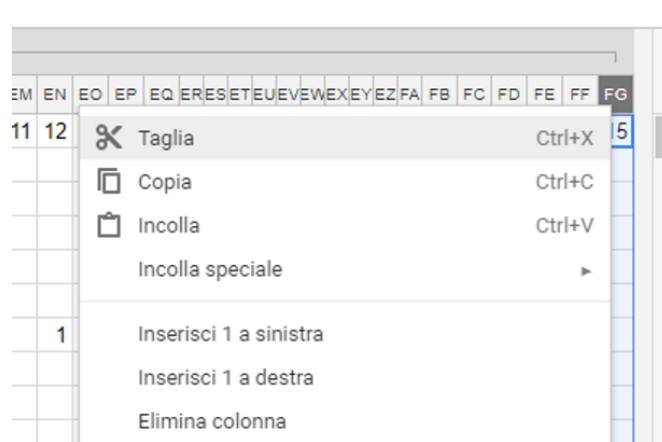 EM EN EO EP EQ ER ES ET EU EV EW EX EY EZ FA FB FC FD FE FF FG
11 12 15
Taglia Ctrl+X
Copia Ctrl+C
Incolla Ctrl+V
Incolla speciale ►
1 Inserisci 1 a sinistra
Inserisci 1 a destra
Elimina colonna